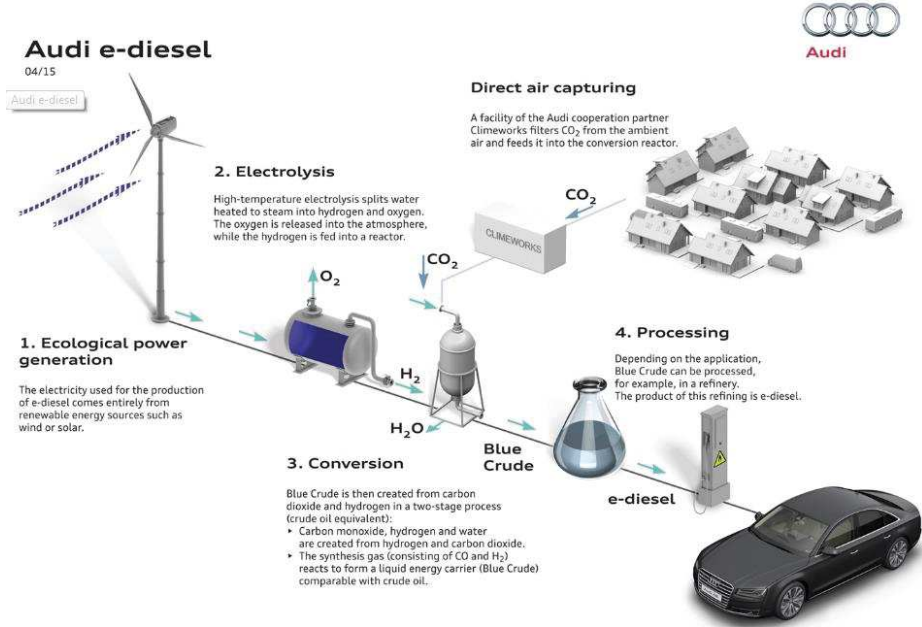 Audi e-diesel
04/15
Audi e-diesel
Audi
Direct air capturing
A facility of the Audi cooperation partner
Climeworks filters CO₂ from the ambient
air and feeds it into the conversion reactor.
2. Electrolysis
High-temperature electrolysis splits water
heated to steam into hydrogen and oxygen.
The oxygen is released into the atmosphere,
while the hydrogen is fed into a reactor.
CO₂
CLIMEWORKS
CO₂
O₂
1. Ecological power
generation
The electricity used for the production
of e-diesel comes entirely from
renewable energy sources such as
wind or solar.
H₂
H₂O
4. Processing
Depending on the application,
Blue Crude can be processed,
for example, in a refinery.
The product of this refining is e-diesel.
Blue
Crude
3. Conversion
Blue Crude is then created from carbon
dioxide and hydrogen in a two-stage process
(crude oil equivalent):
▸ Carbon monoxide, hydrogen and water
are created from hydrogen and carbon dioxide.
▸ The synthesis gas (consisting of CO and H₂)
reacts to form a liquid energy carrier (Blue Crude)
comparable with crude oil.
e-diesel